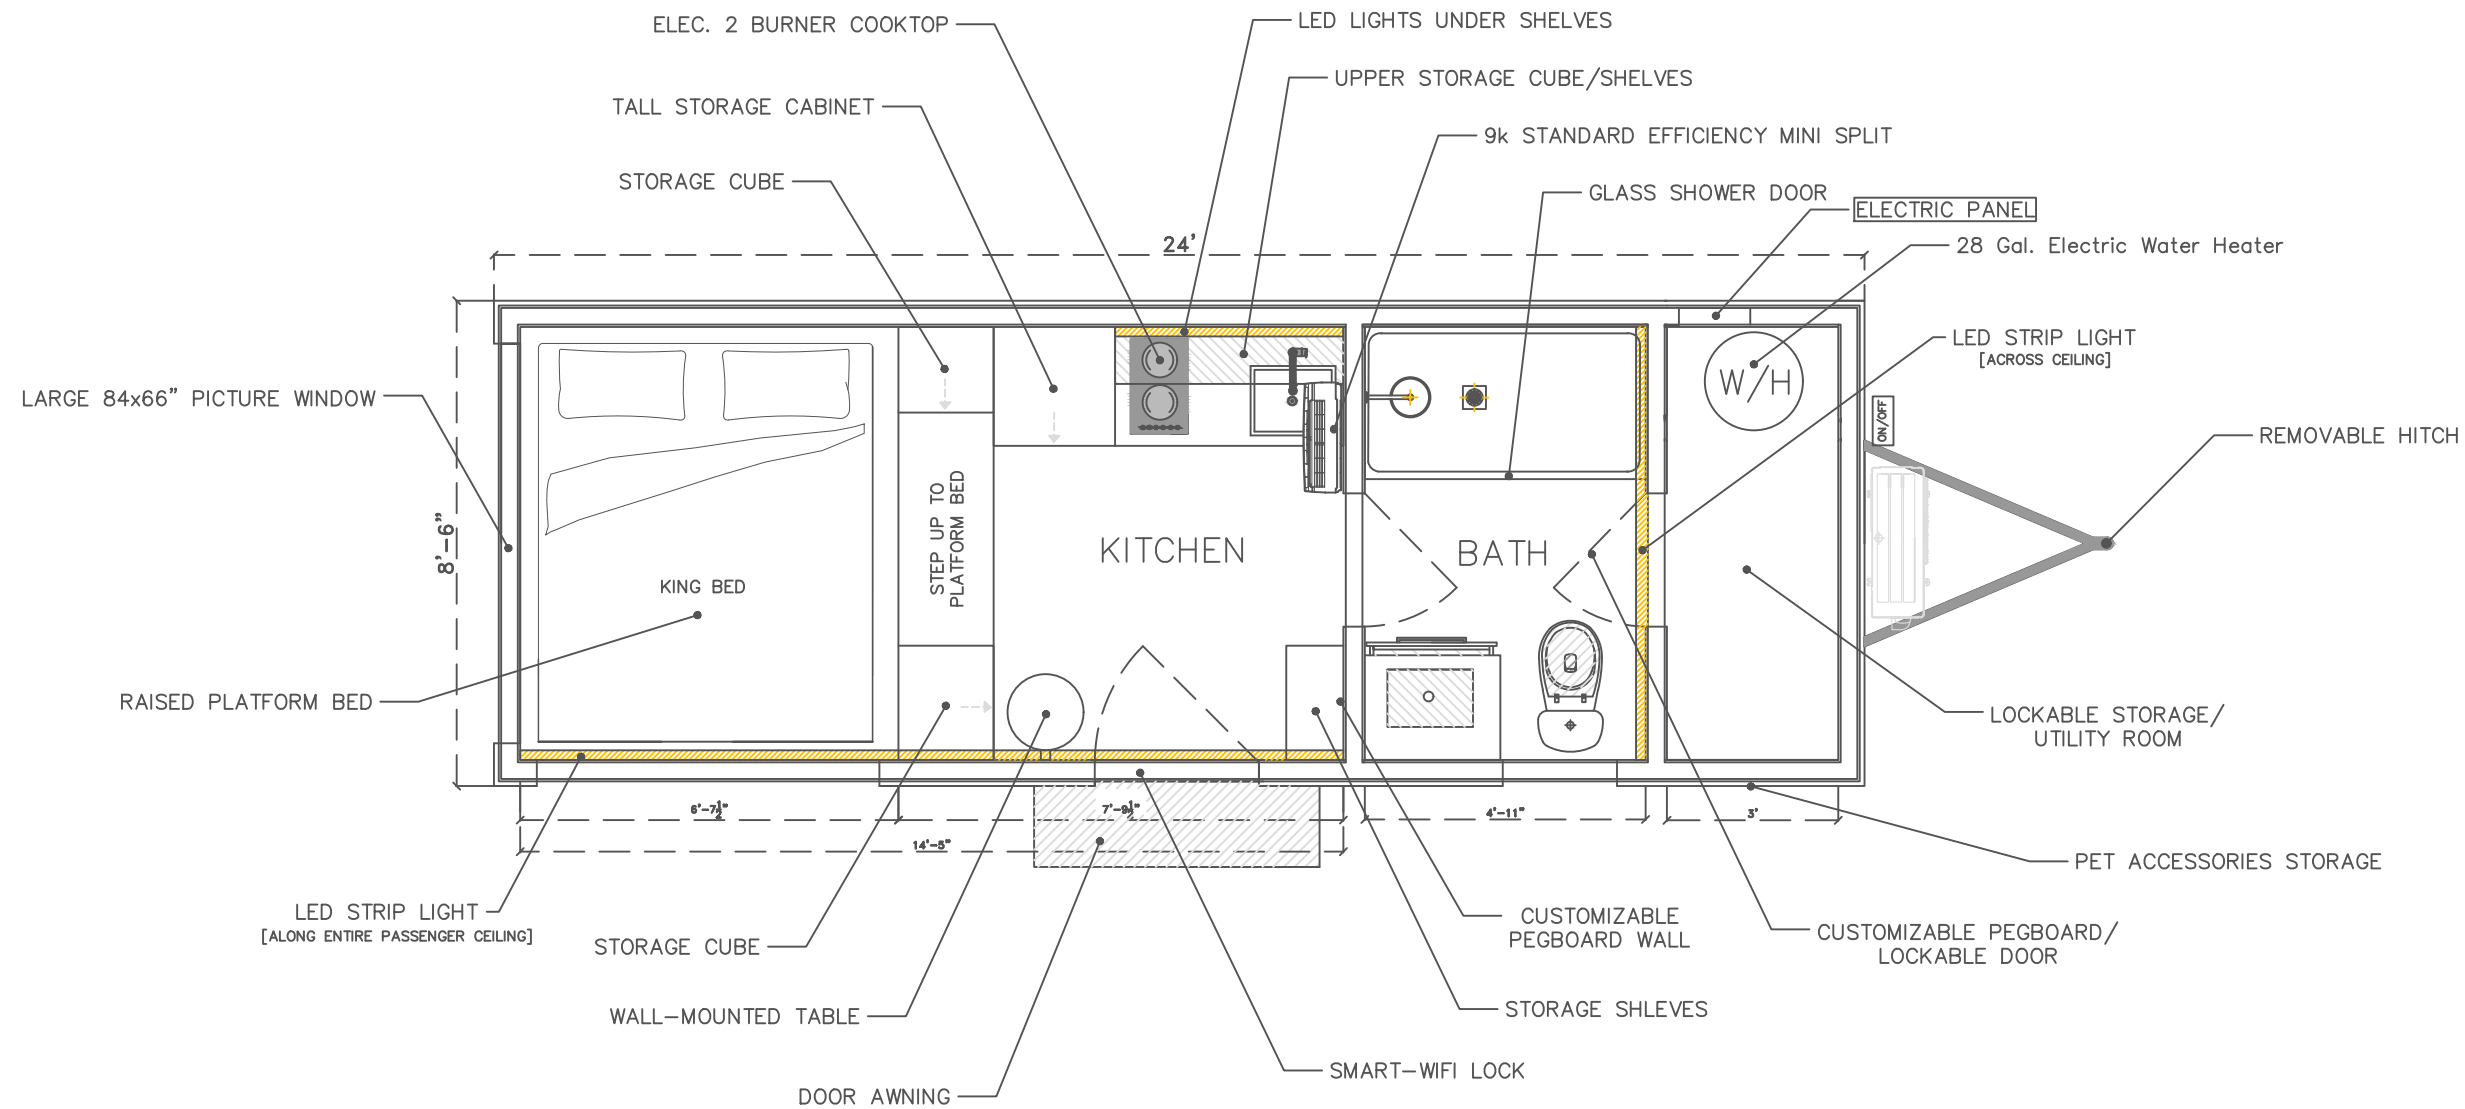 ELEC. 2 BURNER COOKTOP
LED LIGHTS UNDER SHELVES
UPPER STORAGE CUBE/SHELVES
TALL STORAGE CABINET
9k STANDARD EFFICIENCY MINI SPLIT
STORAGE CUBE
GLASS SHOWER DOOR
ELECTRIC PANEL
24'
28 Gal. Electric Water Heater
LED STRIP LIGHT
[ACROSS CEILING]
W/H
LARGE 84x66" PICTURE WINDOW
ON/OFF
REMOVABLE HITCH
8'-6"
STEP UP TO
PLATFORM BED
KITCHEN
BATH
KING BED
RAISED PLATFORM BED
LOCKABLE STORAGE/
UTILITY ROOM
6'-7½"
7'-9½"
4'-11"
3'
14'-5"
PET ACCESSORIES STORAGE
LED STRIP LIGHT
[ALONG ENTIRE PASSENGER CEILING]
STORAGE CUBE
CUSTOMIZABLE
PEGBOARD WALL
CUSTOMIZABLE PEGBOARD/
LOCKABLE DOOR
WALL-MOUNTED TABLE
STORAGE SHLEVES
SMART-WIFI LOCK
DOOR AWNING